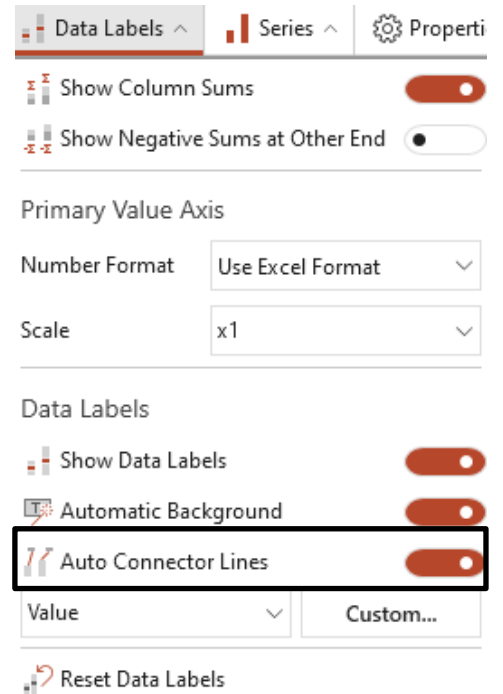 Data Labels Series Properti
Show Column Sums
Show Negative Sums at Other End
Primary Value Axis
Number Format Use Excel Format
Scale x1
Data Labels
Show Data Labels
Automatic Background
Auto Connector Lines
Value Custom...
Reset Data Labels